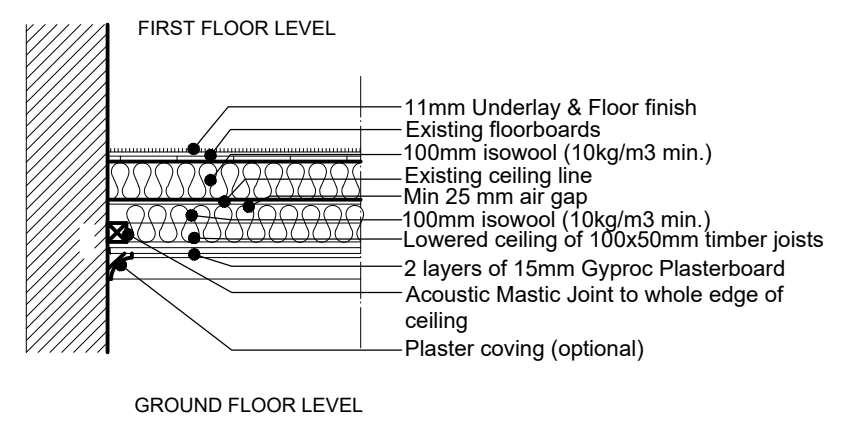 FIRST FLOOR LEVEL
11mm Underlay & Floor finish
Existing floorboards
100mm isowool (10kg/m3 min.)
Existing ceiling line
Min 25 mm air gap
100mm isowool (10kg/m3 min.)
Lowered ceiling of 100x50mm timber joists
2 layers of 15mm Gyproc Plasterboard
Acoustic Mastic Joint to whole edge of
ceiling
Plaster coving (optional)
GROUND FLOOR LEVEL